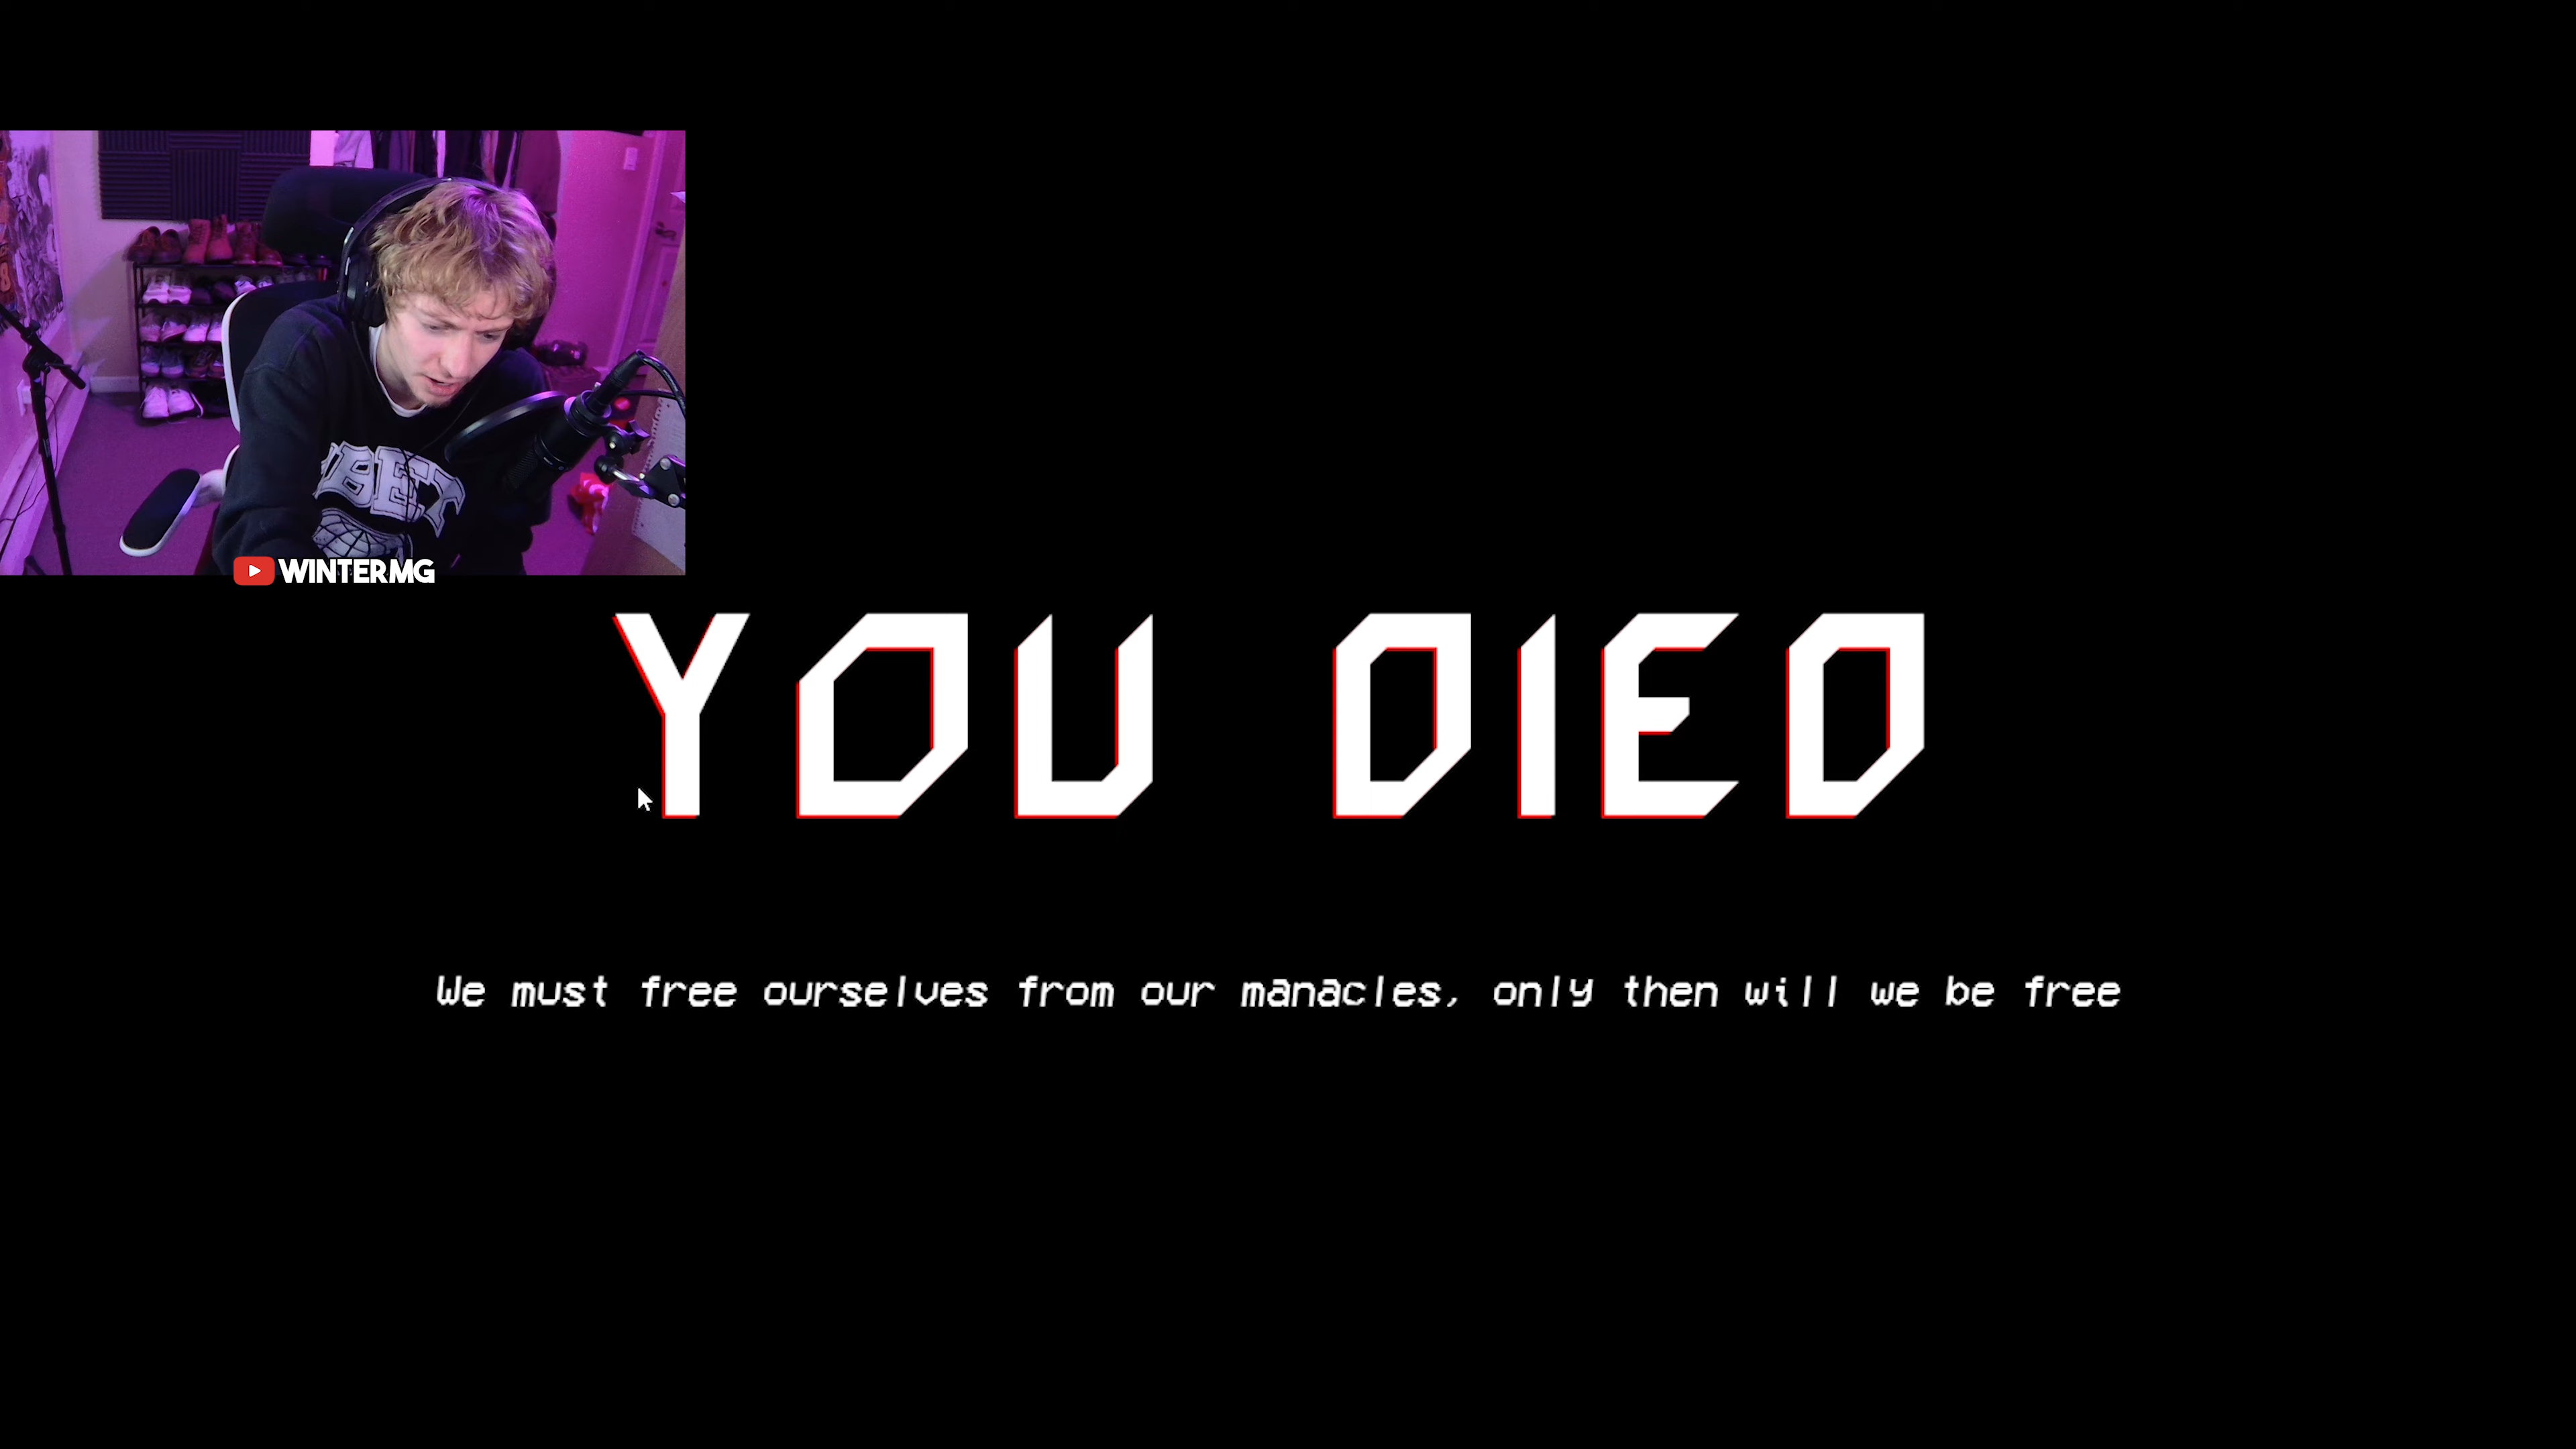 WINTERMG
YOU DIED
We must free ourselves from our manacles, only then will we be free